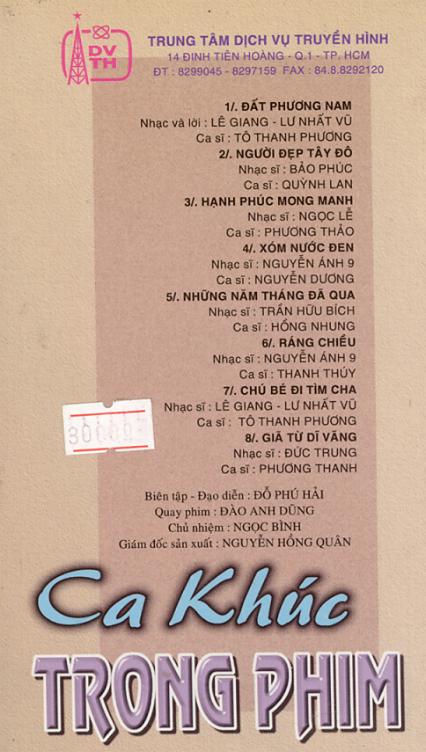 DV
TH
TRUNG TÂM DỊCH VỤ TRUYỀN HÌNH
14 ĐINH TIÊN HOÀNG - Q.1 - TP. HCM
ĐT : 8299045 - 8297159 FAX : 84.8.8292120
1/. ĐẤT PHƯƠNG NAM
Nhạc và lời : LÊ GIANG - LƯ NHẤT VŨ
Ca sĩ : TÔ THANH PHƯƠNG
2/. NGƯỜI ĐẸP TÂY ĐÔ
Nhạc sĩ : BẢO PHÚC
Ca sĩ : QUỲNH LAN
3/. HẠNH PHÚC MONG MANH
Nhạc sĩ : NGỌC LỄ
Ca sĩ : PHƯƠNG THẢO
4/. XÓM NƯỚC ĐEN
Nhạc sĩ : NGUYỄN ÁNH 9
Ca sĩ : NGUYỄN DƯƠNG
5/. NHỮNG NĂM THÁNG ĐÃ QUA
Nhạc sĩ : TRẦN HỮU BÍCH
Ca sĩ : HỒNG NHUNG
6/. RÁNG CHIỀU
Nhạc sĩ : NGUYỄN ÁNH 9
Ca sĩ : THANH THÚY
7/. CHÚ BÉ ĐI TÌM CHA
Nhạc sĩ : LÊ GIANG - LƯ NHẤT VŨ
Ca sĩ : TÔ THANH PHƯƠNG
8/. GIÃ TỪ DĨ VÃNG
Nhạc sĩ : ĐỨC TRUNG
Ca sĩ : PHƯƠNG THANH
Biên tập - Đạo diễn : ĐỖ PHÚ HẢI
Quay phim : ĐÀO ANH DŨNG
Chủ nhiệm : NGỌC BÌNH
Giám đốc sản xuất : NGUYỄN HỒNG QUÂN
Ca Khúc
TRONG PHIM